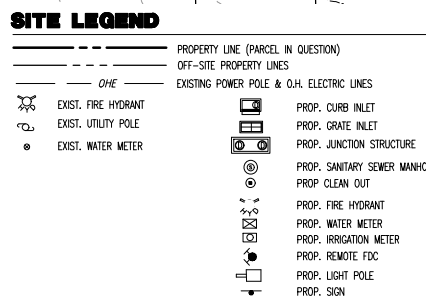 SITE LEGEND
PROPERTY LINE (PARCEL IN QUESTION)
OFF-SITE PROPERTY LINES
OHE EXISTING POWER POLE & O.H. ELECTRIC LINES
EXIST. FIRE HYDRANT
EXIST. UTILITY POLE
EXIST. WATER METER
PROP. CURB INLET
PROP. GRATE INLET
PROP. JUNCTION STRUCTURE
S PROP. SANITARY SEWER MANHO
PROP CLEAN OUT
PROP. FIRE HYDRANT
PROP. WATER METER
PROP. IRRIGATION METER
PROP. REMOTE FDC
PROP. LIGHT POLE
PROP. SIGN